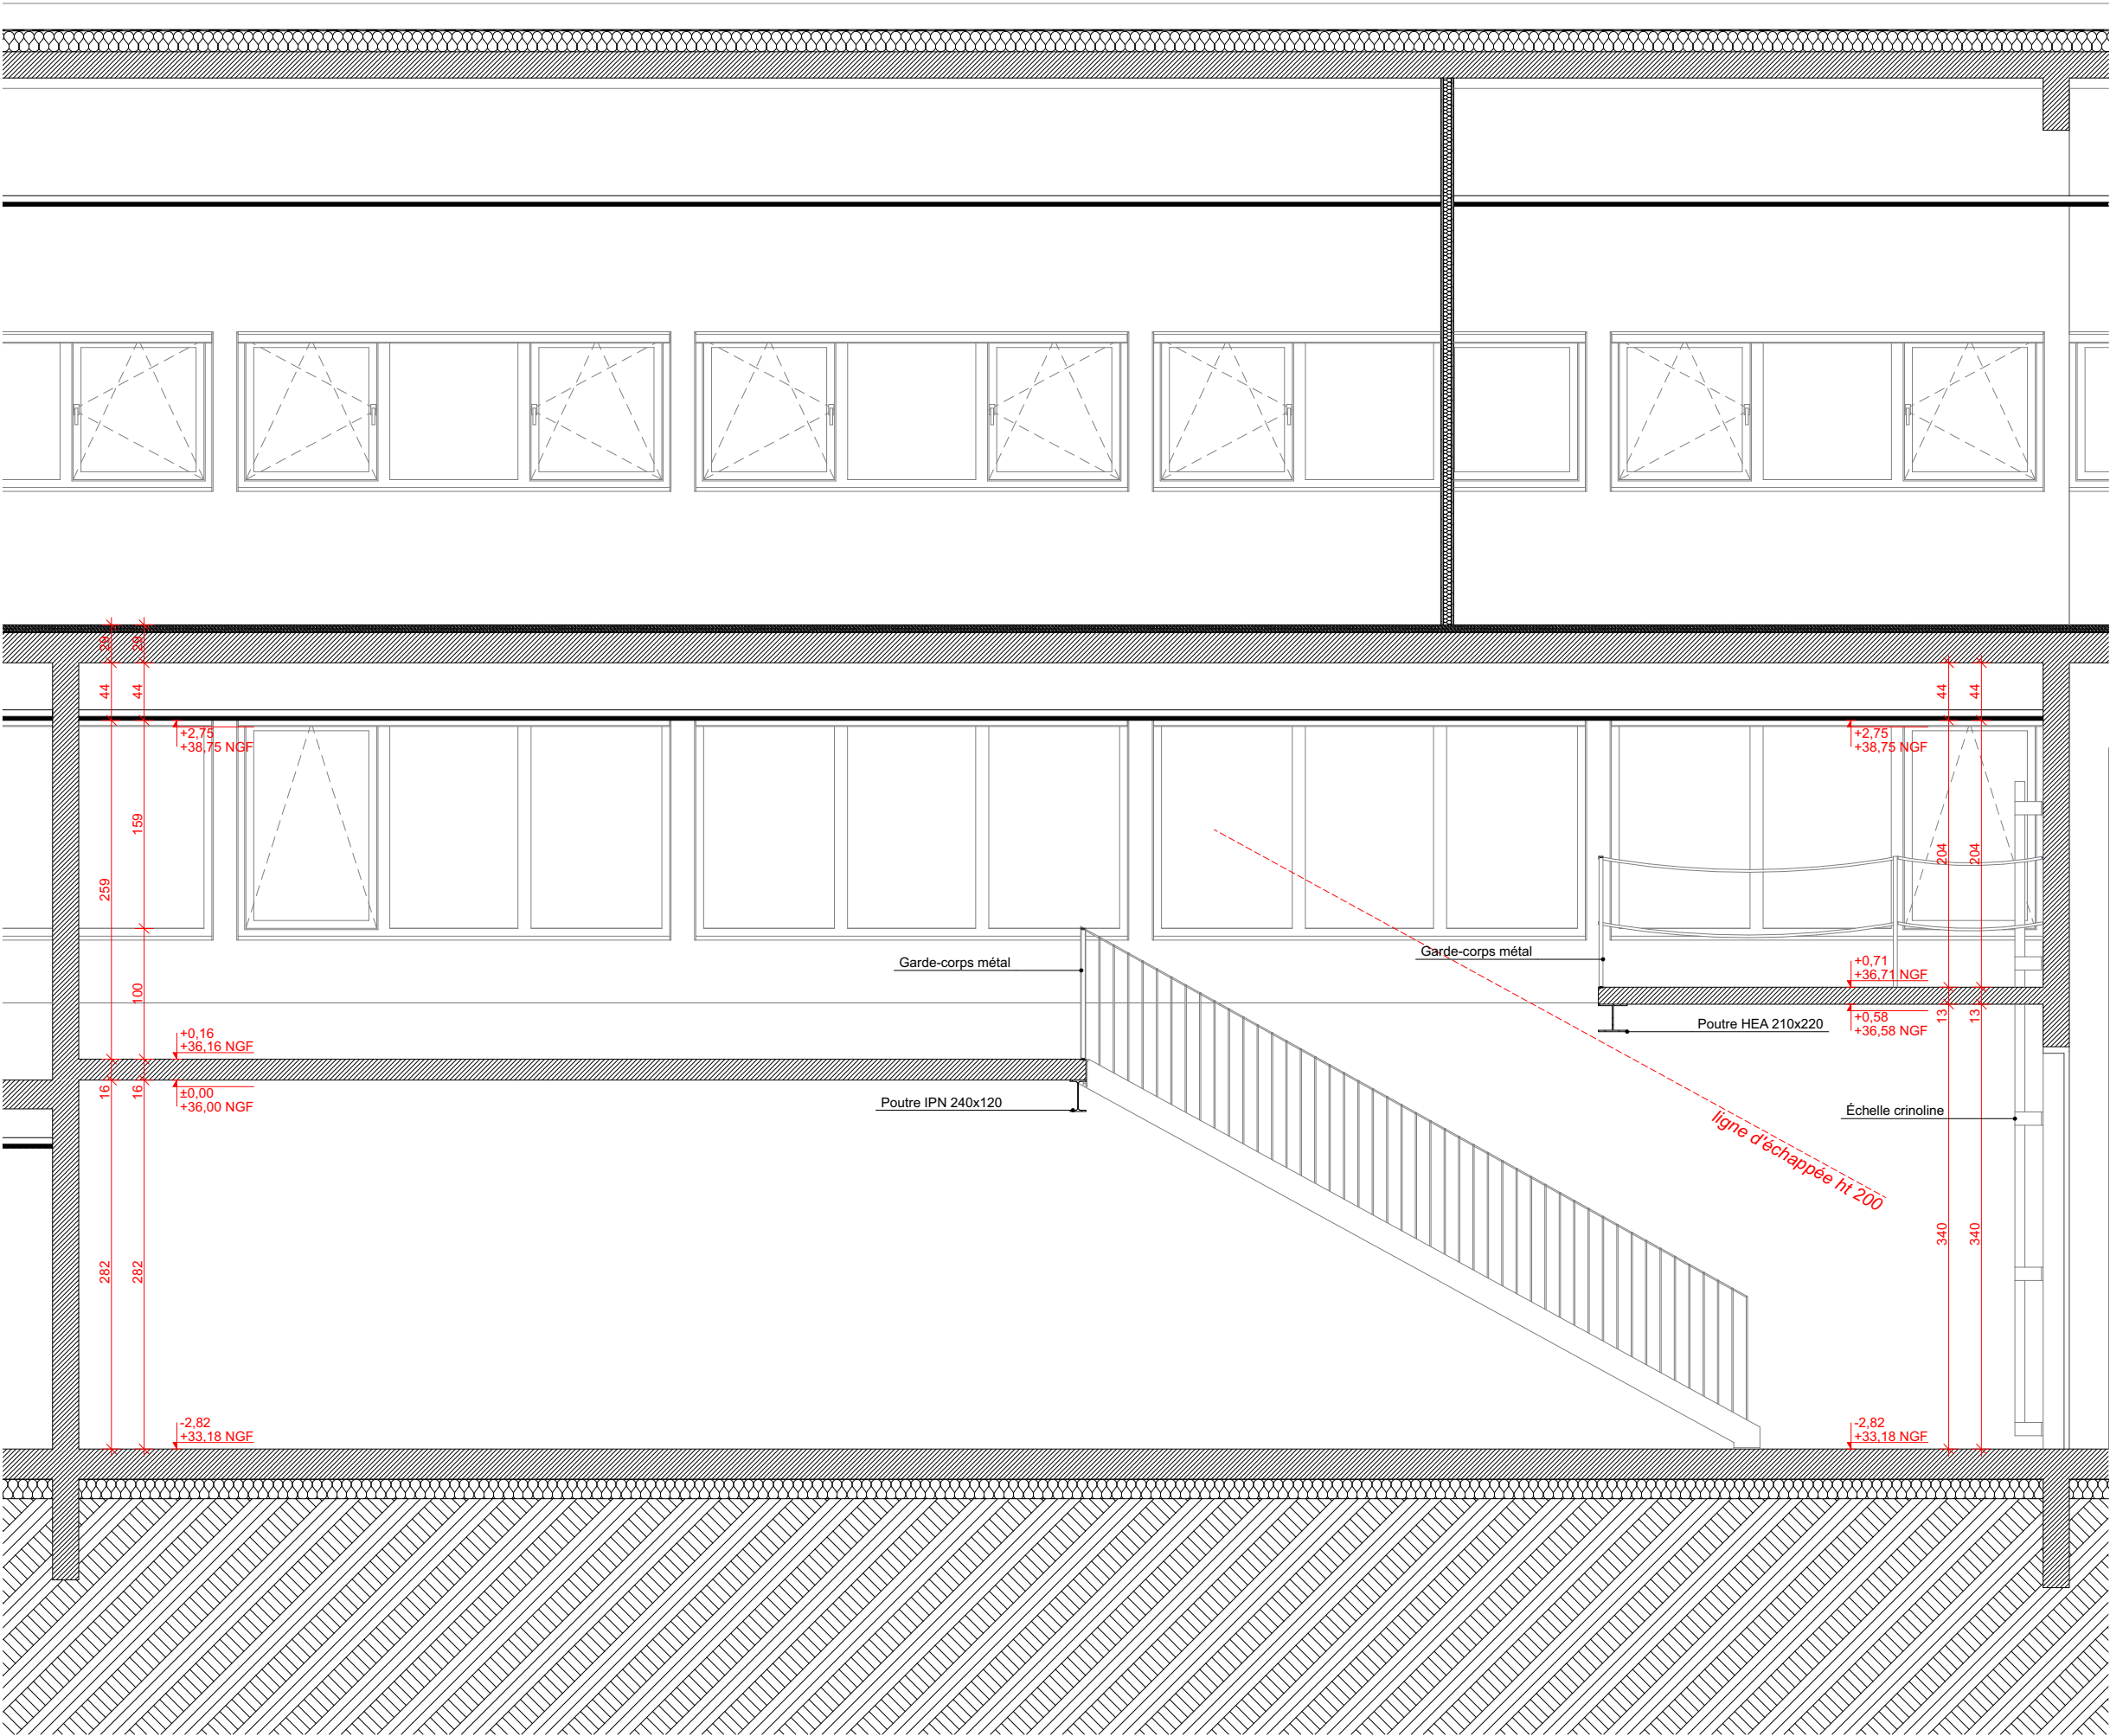 29
29
44
44
44
44
+2,75
+38,75 NGF
+2,75
+38,75 NGF
159
259
204
204
Garde-corps métal
Garde-corps métal
+0,71
+36,71 NGF
100
13
13
+0,58
+36,58 NGF
Poutre HEA 210x220
+0,16
+36,16 NGF
16
16
±0,00
+36,00 NGF
Poutre IPN 240x120
Échelle crinoline
ligne d'échappée ht 200
340
340
282
282
-2,82
+33,18 NGF
-2,82
+33,18 NGF